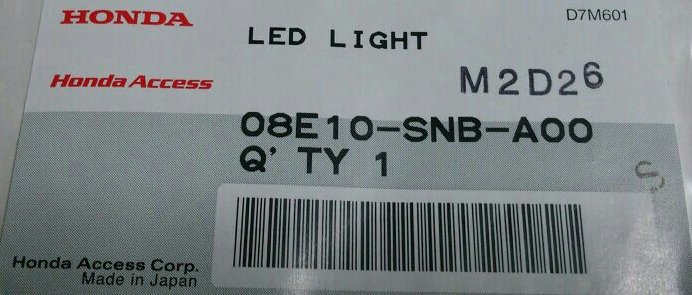 HONDA
LED LIGHT
D7M601
Honda Access
M2D26
08E10-SNB-A00
Q'TY 1
S
Honda Access Corp.
Made in Japan